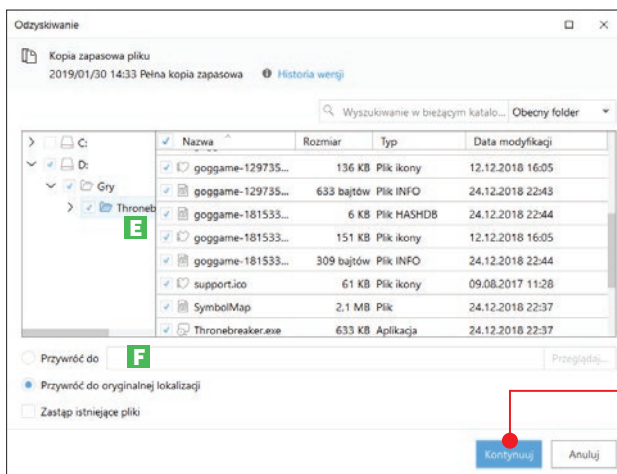 Odzyskiwanie
Kopia zapasowa pliku
2019/01/30 14:33 Pełna kopia zapasowa Historia wersji
Wyszukiwanie w bieżącym katalo... Obecny folder
C: Nazwa Rozmiar Typ Data modyfikacji
D: goggame-129735... 136 KB Plik ikony 12.12.2018 16:05
Gry goggame-129735... 633 bajtów Plik INFO 24.12.2018 22:43
Throneb goggame-181533... 6 KB Plik HASHDB 24.12.2018 22:44
E goggame-181533... 151 KB Plik ikony 12.12.2018 16:05
goggame-181533... 309 bajtów Plik INFO 24.12.2018 22:44
support.ico 61 KB Plik ikony 09.08.2017 11:28
SymbolMap 2,1 MB Plik 24.12.2018 22:37
Thronebreaker.exe 633 KB Aplikacja 24.12.2018 22:37
Przywróć do F Przeglądaj...
Przywróć do oryginalnej lokalizacji
Zastąp istniejące pliki
Kontynuuj Anuluj